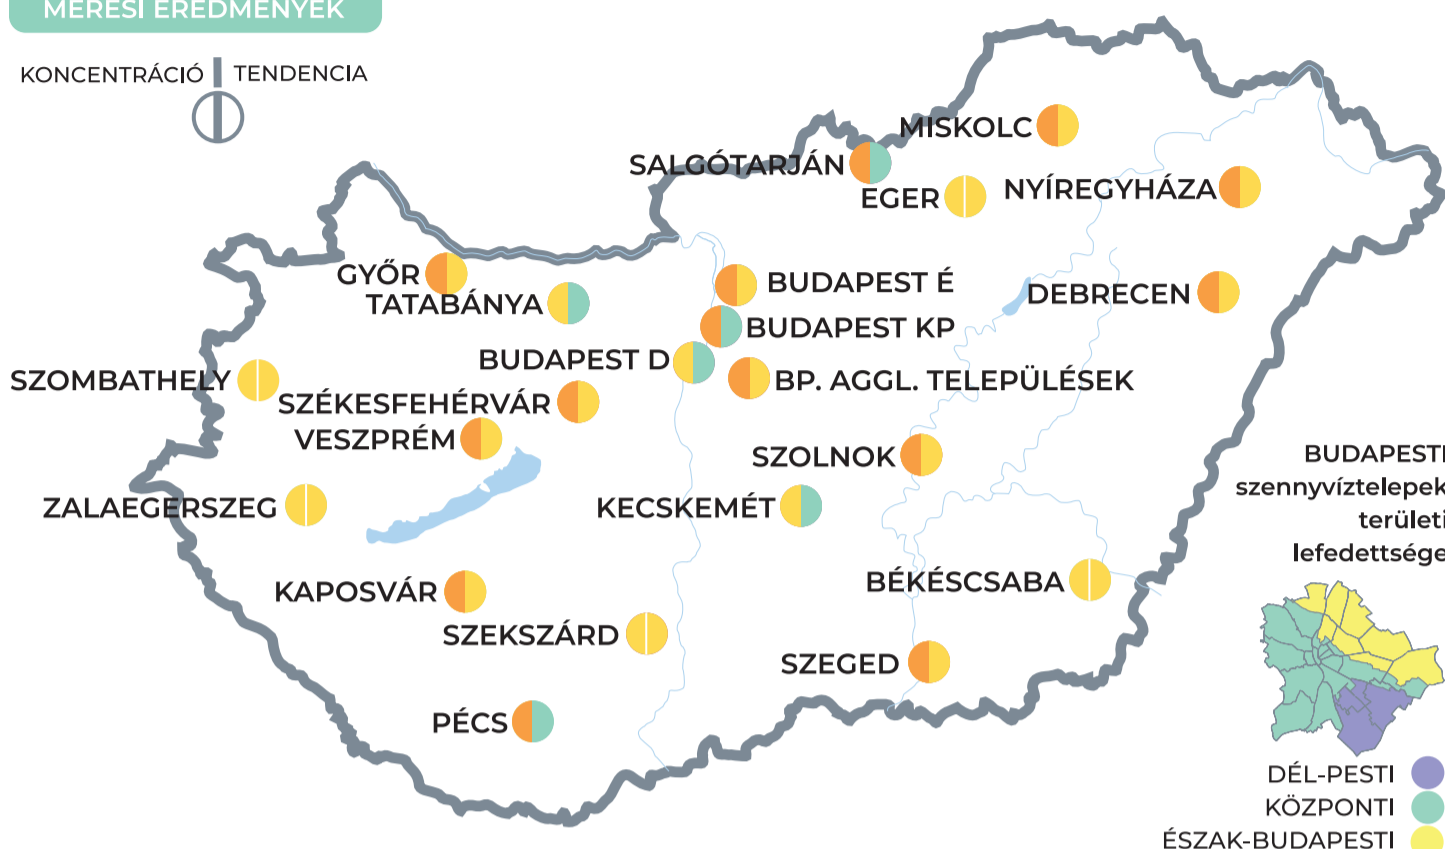 MÉRÉSI EREDMÉNYEK
KONCENTRÁCIÓ TENDENCIA
MISKOLC
SALGÓTARJÁN
EGER
NYÍREGYHÁZA
GYŐR
TATABÁNYA
BUDAPEST É
DEBRECEN
BUDAPEST KP
BUDAPEST D
SZOMBATHELY
BP. AGGL. TELEPÜLÉSEK
SZÉKESFEHÉRVÁR
VESZPRÉM
SZOLNOK
ZALAEGERSZEG
KECSKEMÉT
BUDAPESTI
szennyvíztelepek
területi
lefedettsége
BÉKÉSCSABA
KAPOSVÁR
SZEKSZÁRD
SZEGED
PÉCS
DÉL-PESTI
KÖZPONTI
ÉSZAK-BUDAPESTI